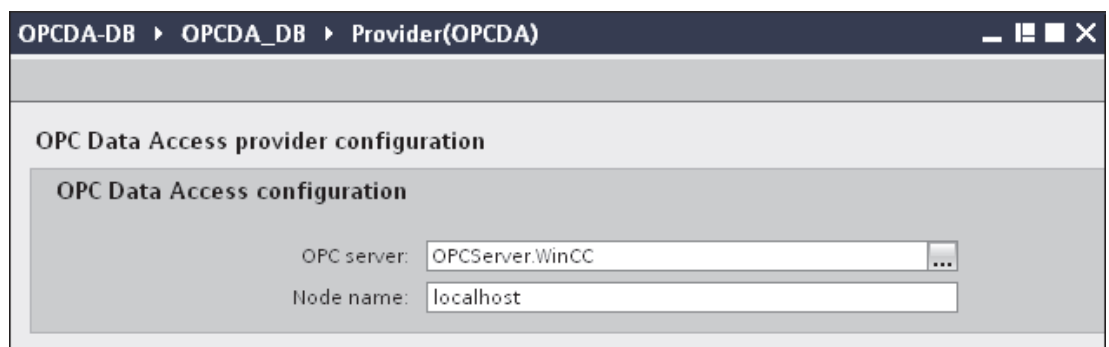 OPCDA-DB ▸ OPCDA_DB ▸ Provider(OPCDA)
OPC Data Access provider configuration
OPC Data Access configuration
OPC server: OPCServer.WinCC ...
Node name: localhost